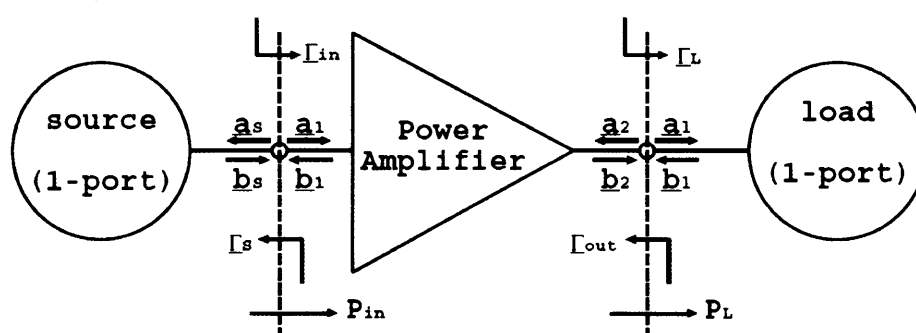 Γin
ΓL
source
(1-port)
as
a1
Power
Amplifier
a2
a1
load
(1-port)
bs
b1
b2
b1
Γs
Γout
Pin
PL